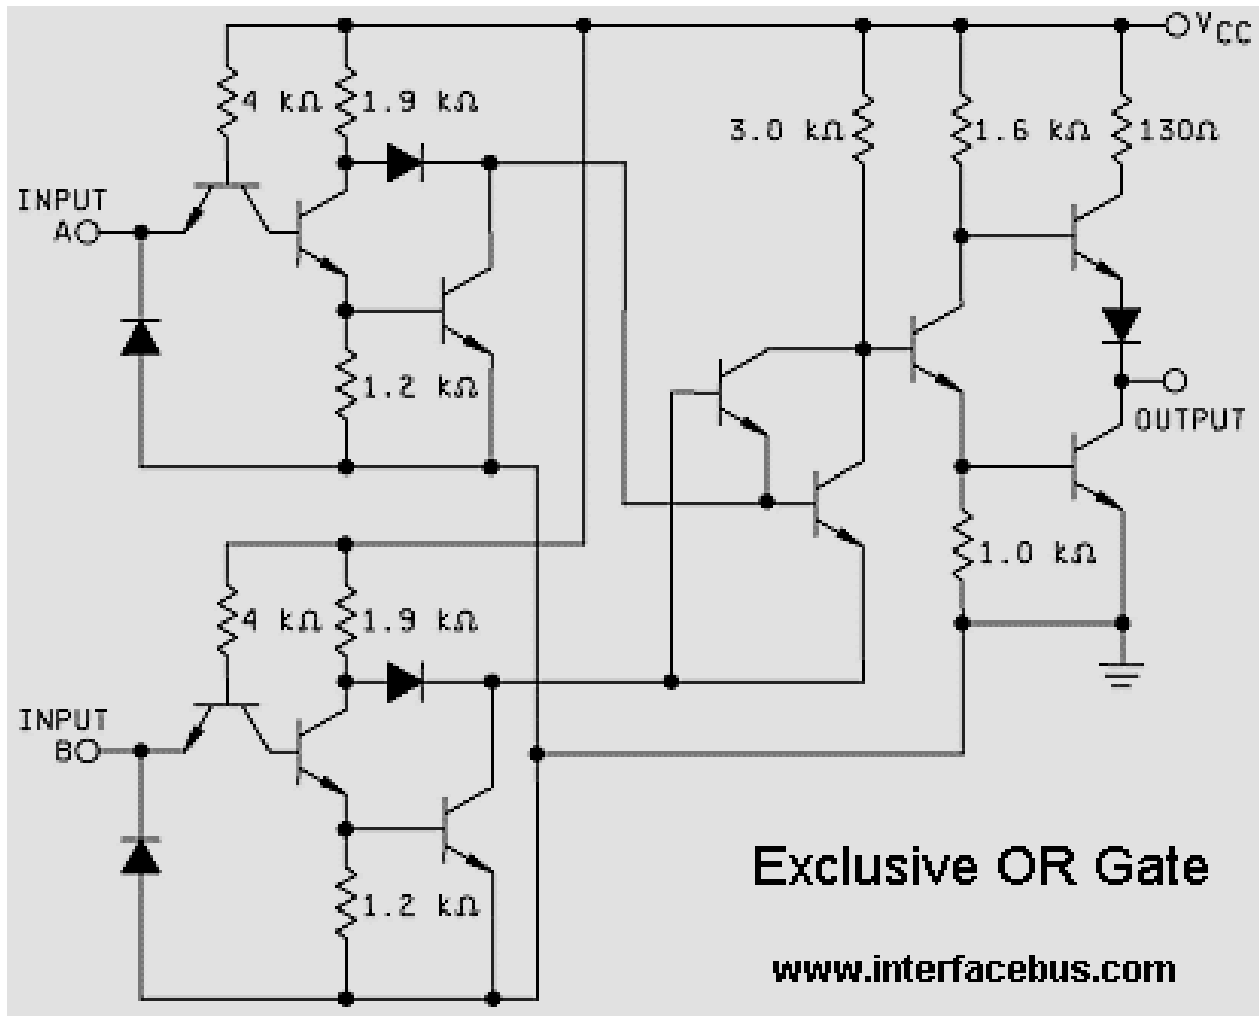 VCC
4 kΩ 1.9 kΩ 3.0 kΩ 1.6 kΩ 130Ω
INPUT
A
1.2 kΩ
OUTPUT
1.0 kΩ
4 kΩ 1.9 kΩ
INPUT
B
1.2 kΩ
Exclusive OR Gate
www.interfacebus.com